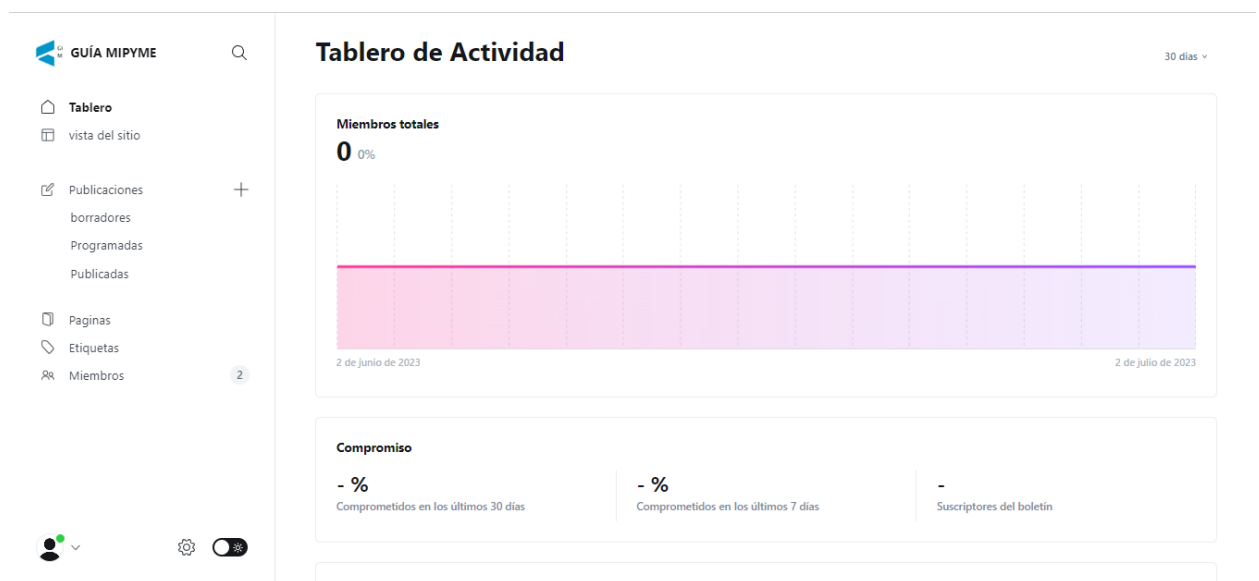 GUÍA MIPYME
Tablero
vista del sitio
Publicaciones
borradores
Programadas
Publicadas
Paginas
Etiquetas
Miembros 2
Tablero de Actividad
30 dias
Miembros totales
0 0%
2 de junio de 2023 2 de julio de 2023
Compromiso
- % - % -
Comprometidos en los últimos 30 días Comprometidos en los últimos 7 días Suscriptores del boletín